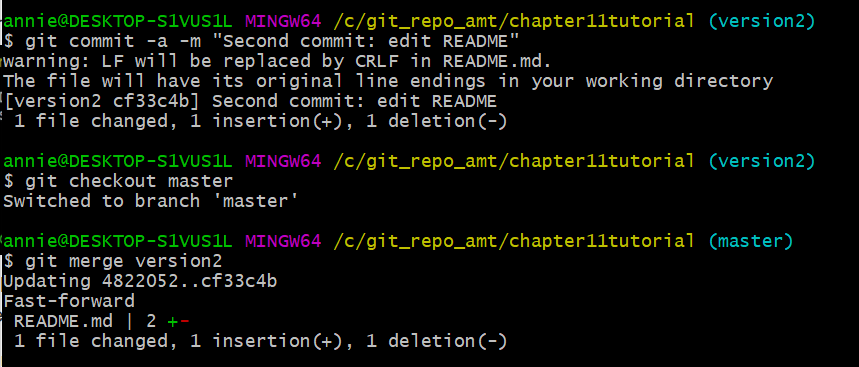 annie@DESKTOP-S1VUS1L MINGW64 /c/git_repo_amt/chapter11tutorial (version2)
$ git commit -a -m "Second commit: edit README"
warning: LF will be replaced by CRLF in README.md.
The file will have its original line endings in your working directory
[version2 cf33c4b] Second commit: edit README
 1 file changed, 1 insertion(+), 1 deletion(-)
annie@DESKTOP-S1VUS1L MINGW64 /c/git_repo_amt/chapter11tutorial (version2)
$ git checkout master
Switched to branch 'master'
annie@DESKTOP-S1VUS1L MINGW64 /c/git_repo_amt/chapter11tutorial (master)
$ git merge version2
Updating 4822052..cf33c4b
Fast-forward
 README.md | 2 +-
 1 file changed, 1 insertion(+), 1 deletion(-)